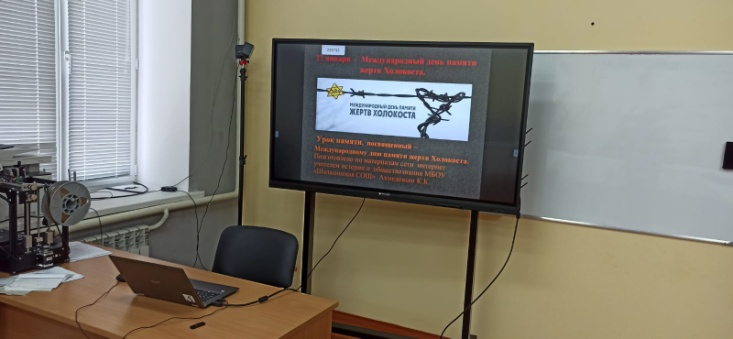 27 января - Международный день памяти
жертв Холокоста.
МЕЖДУНАРОДНЫЙ ДЕНЬ ПАМЯТИ
ЖЕРТВ ХОЛОКОСТА
Урок памяти, посвященный -
Международному дню памяти жертв Холокоста.
по материалам сети интернет
учителем истории и обществознания МБОУ
СОШ» К.К.